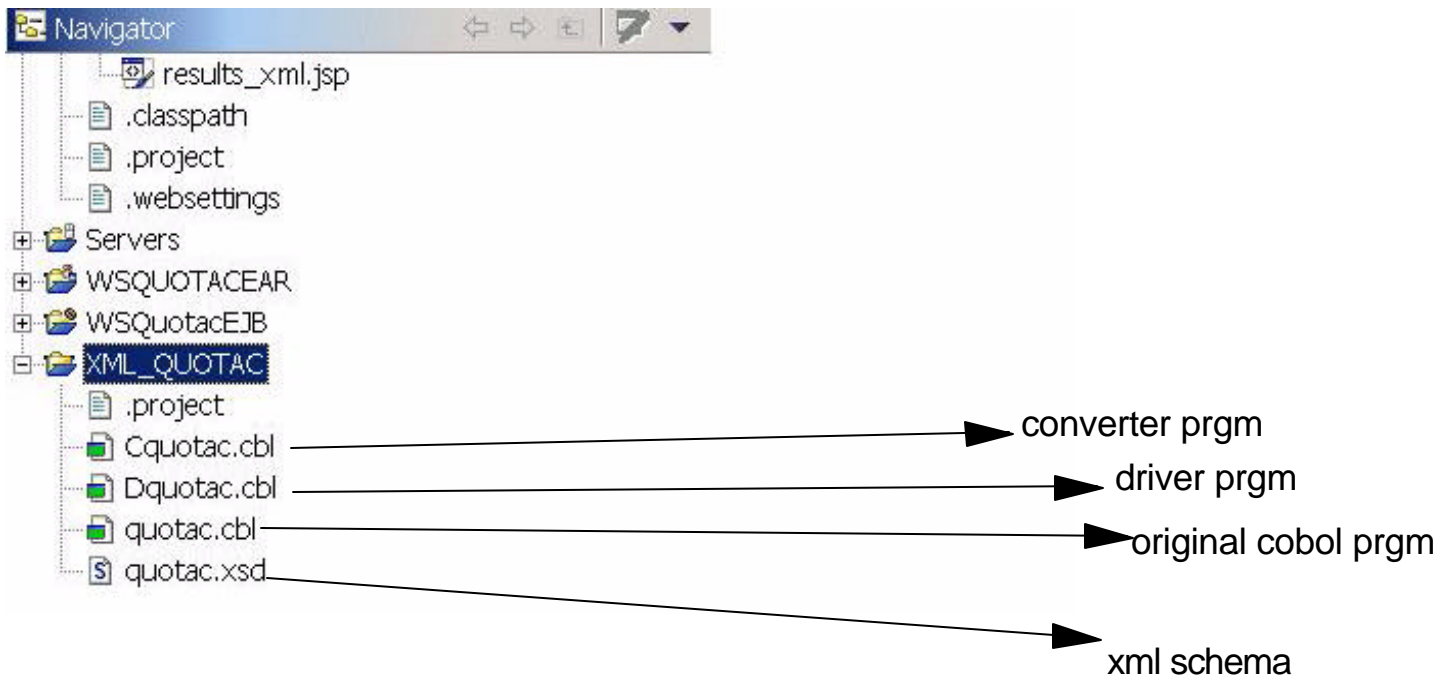 Navigator
results_xml.jsp
.classpath
.project
.websettings
Servers
WSQUOTACEAR
WSQuotacEJB
XML_QUOTAC
.project
Cquotac.cbl
converter prgm
Dquotac.cbl
driver prgm
quotac.cbl
original cobol prgm
quotac.xsd
xml schema